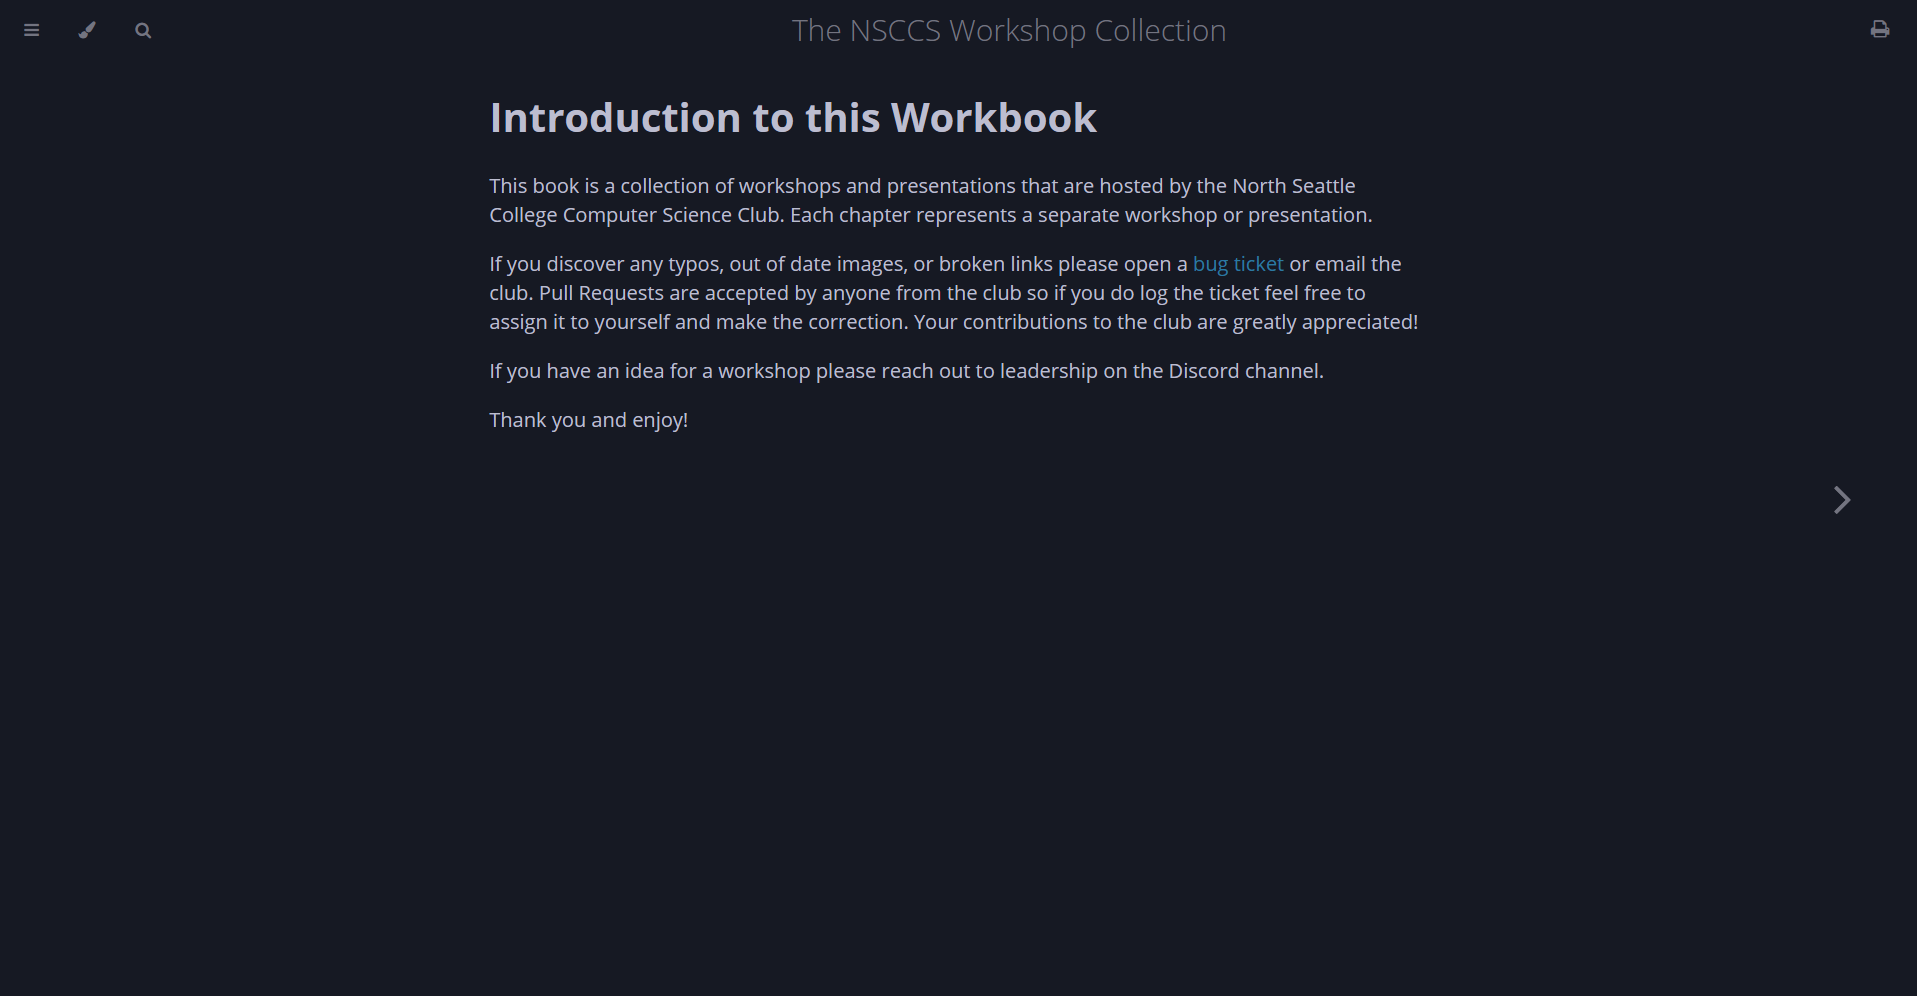 The NSCCS Workshop Collection
Introduction to this Workbook
This book is a collection of workshops and presentations that are hosted by the North Seattle
College Computer Science Club. Each chapter represents a separate workshop or presentation.
If you discover any typos, out of date images, or broken links please open a bug ticket or email the
club. Pull Requests are accepted by anyone from the club so if you do log the ticket feel free to
assign it to yourself and make the correction. Your contributions to the club are greatly appreciated!
If you have an idea for a workshop please reach out to leadership on the Discord channel.
Thank you and enjoy!